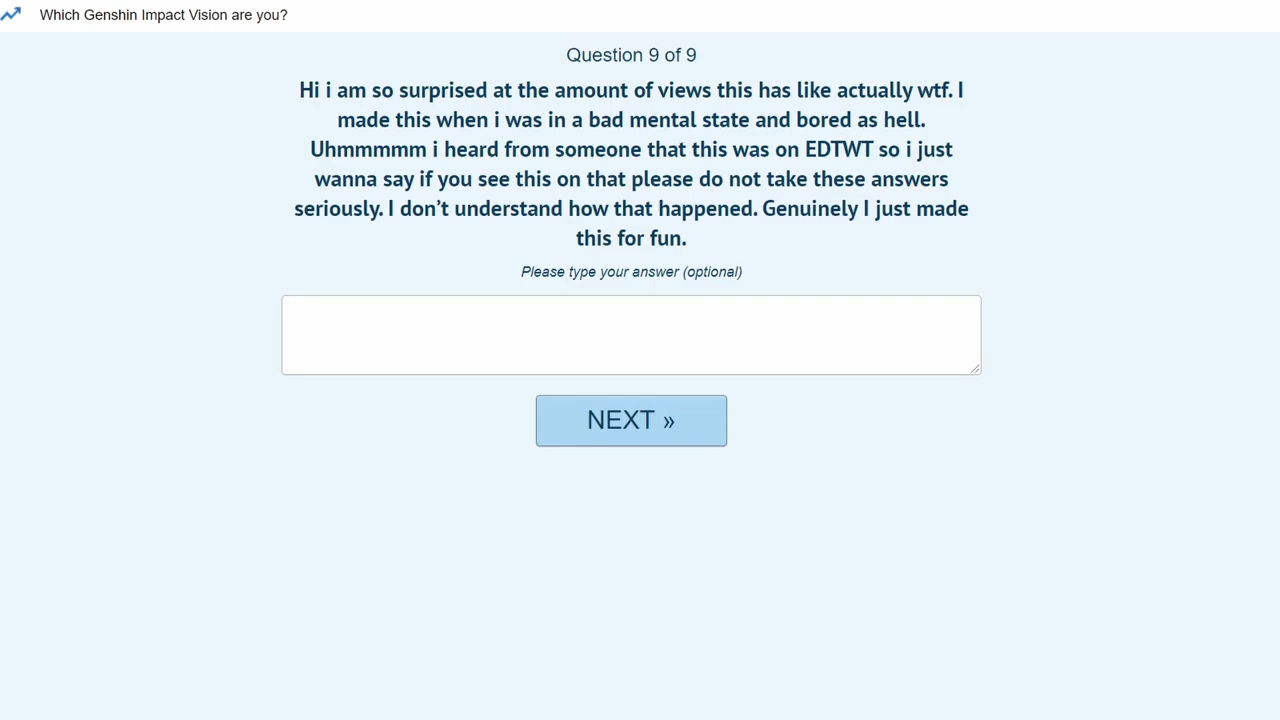 Which Genshin Impact Vision are you?
Question 9 of 9
Hi i am so surprised at the amount of views this has like actually wtf. I
made this when i was in a bad mental state and bored as hell.
Uhmmmmm i heard from someone that this was on EDTWT so i just
wanna say if you see this on that please do not take these answers
seriously. I don’t understand how that happened. Genuinely I just made
this for fun.
Please type your answer (optional)
NEXT »